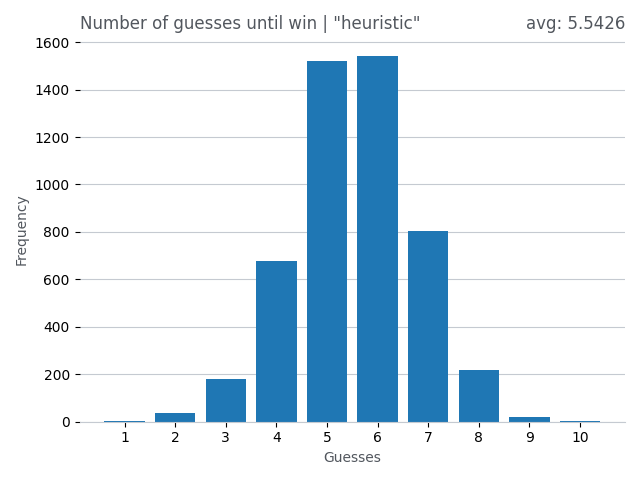 Number of guesses until win | "heuristic"
avg: 5.5426
1600
1400
1200
1000
800
600
400
200
0
Frequency
1 2 3 4 5 6 7 8 9 10
Guesses